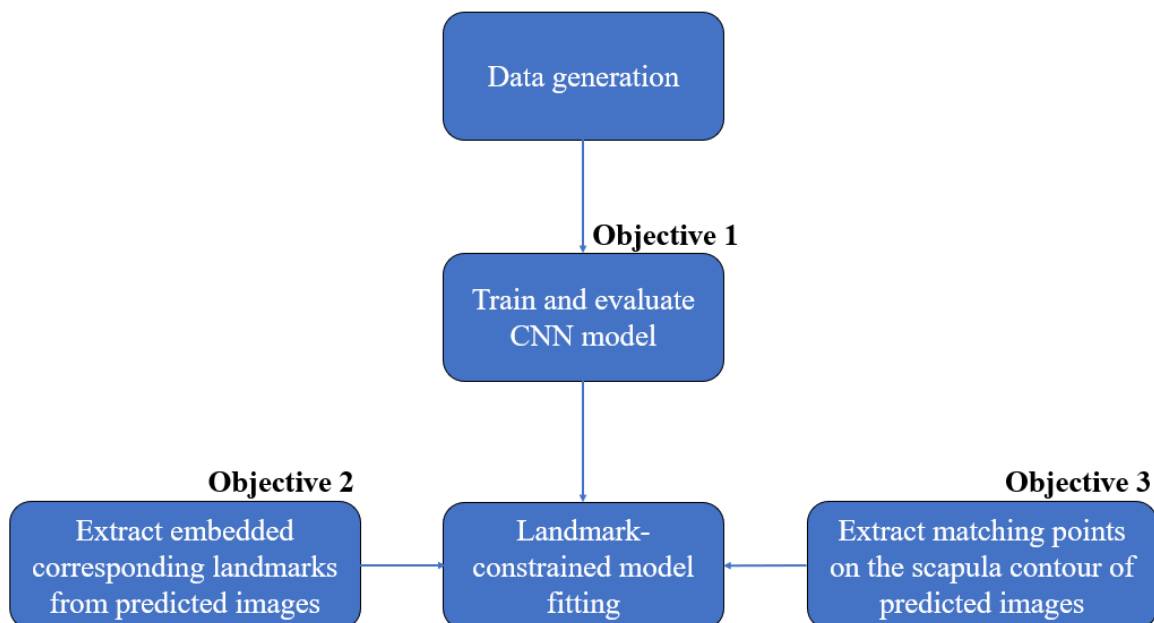 Data generation
Objective 1
Train and evaluate
CNN model
Objective 2
Extract embedded
corresponding landmarks
from predicted images
Landmark-
constrained model
fitting
Objective 3
Extract matching points
on the scapula contour of
predicted images